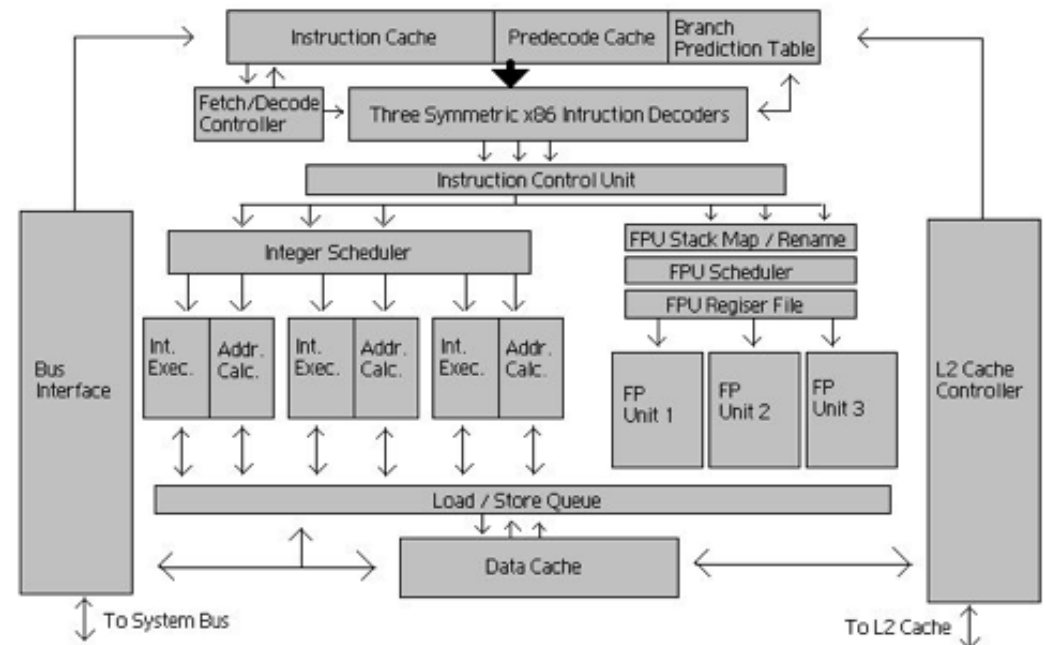 Instruction Cache
Predecode Cache
Branch
Prediction Table
Fetch/Decode
Controller
Three Symmetric x86 Intruction Decoders
Instruction Control Unit
Integer Scheduler
FPU Stack Map / Rename
FPU Scheduler
FPU Regiser File
Bus
Interface
Int.
Exec.
Addr.
Calc.
Int.
Exec.
Addr.
Calc.
Int.
Exec.
Addr.
Calc.
FP
Unit 1
FP
Unit 2
FP
Unit 3
L2 Cache
Controller
Load / Store Queue
Data Cache
To System Bus
To L2 Cache